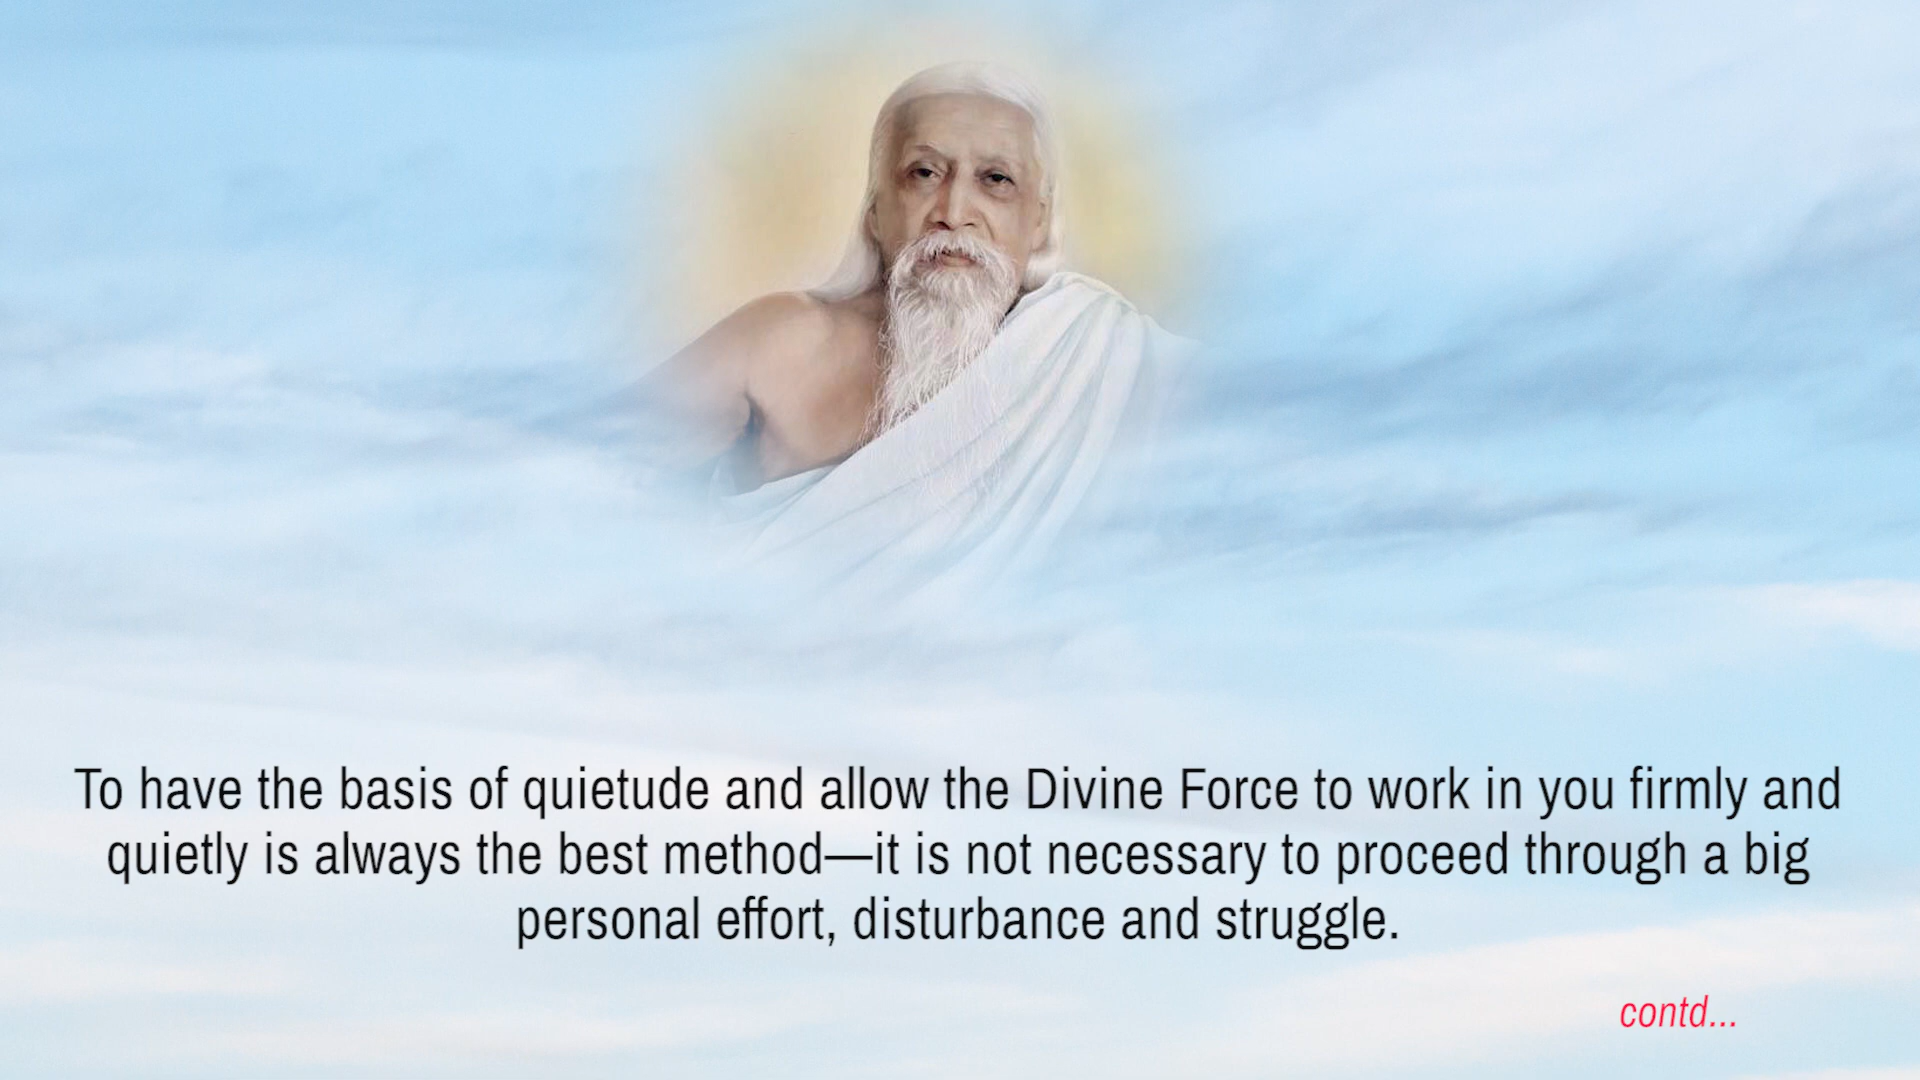 To have the basis of quietude and allow the Divine Force to work in you firmly and
quietly is always the best method—it is not necessary to proceed through a big
personal effort, disturbance and struggle.
contd...